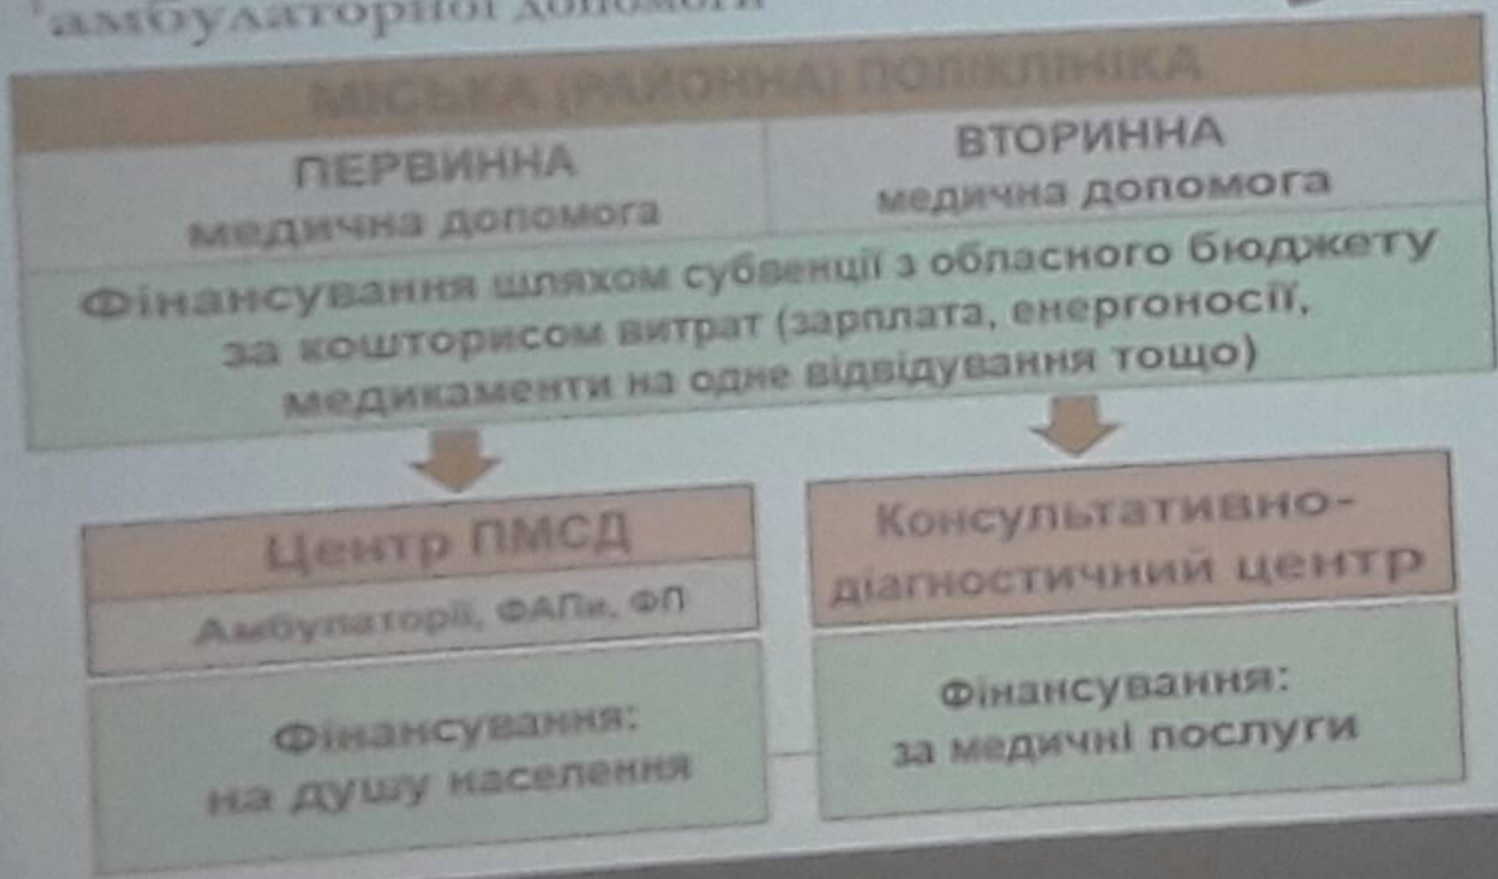 амбулаторної допомоги
МІСЬКА (РАЙОННА) ПОЛІКЛІНІКА
ПЕРВИННА
медична допомога
ВТОРИННА
медична допомога
Фінансування шляхом субвенції з обласного бюджету
за кошторисом витрат (зарплата, енергоносії,
медикаменти на одне відвідування тощо)
Центр ПМСД
Амбулаторії, ФАПи, ФП
Фінансування:
на душу населення
Консультативно-
діагностичний центр
Фінансування:
за медичні послуги